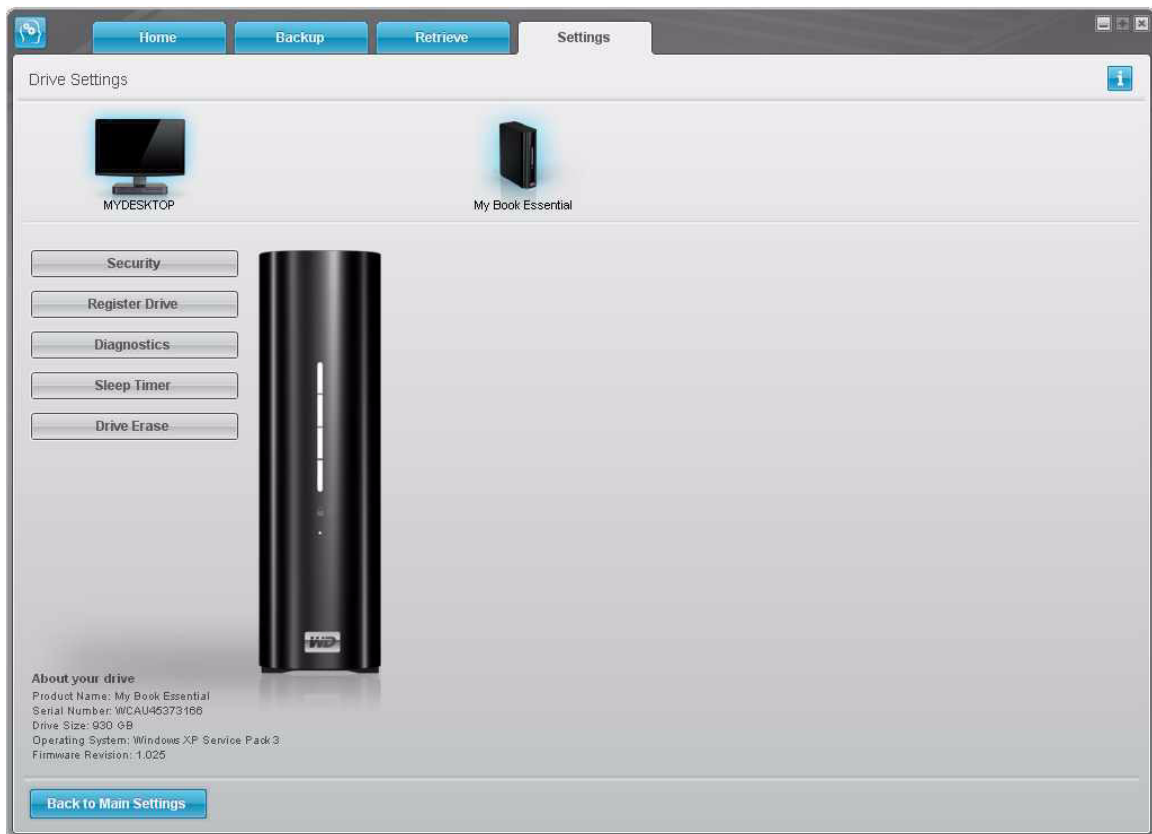 Home
Backup
Retrieve
Settings
Drive Settings
i
MYDESKTOP
My Book Essential
Security
Register Drive
Diagnostics
Sleep Timer
Drive Erase
WD
About your drive
Product Name: My Book Essential
Serial Number: WCAU45373166
Drive Size: 930 GB
Operating System: Windows XP Service Pack 3
Firmware Revision: 1.025
Back to Main Settings